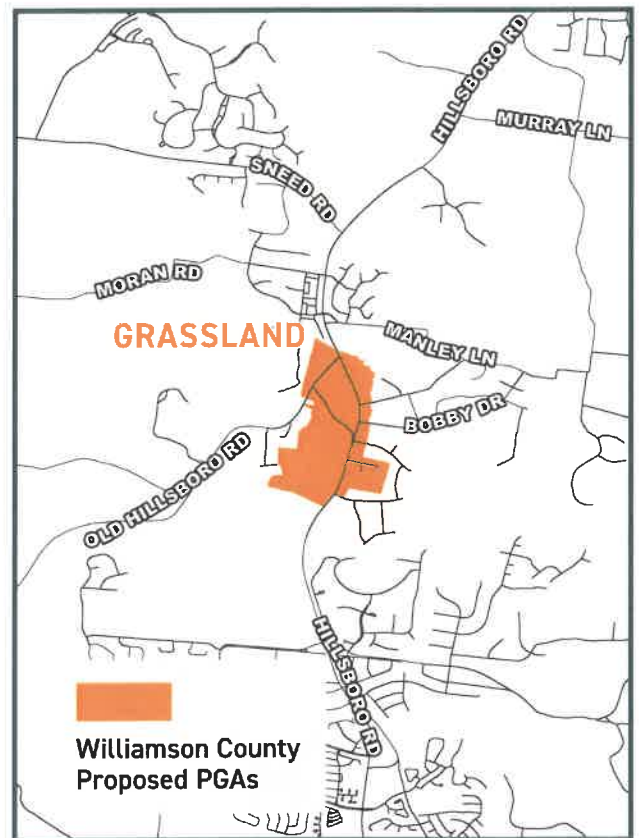 HILLSBORO RD
MURRAY LN
SNEED RD
MORAN RD
GRASSLAND
MANLEY LN
BOBBY DR
OLD HILLSBORO RD
HILLSBORO RD
Williamson County
Proposed PGAs